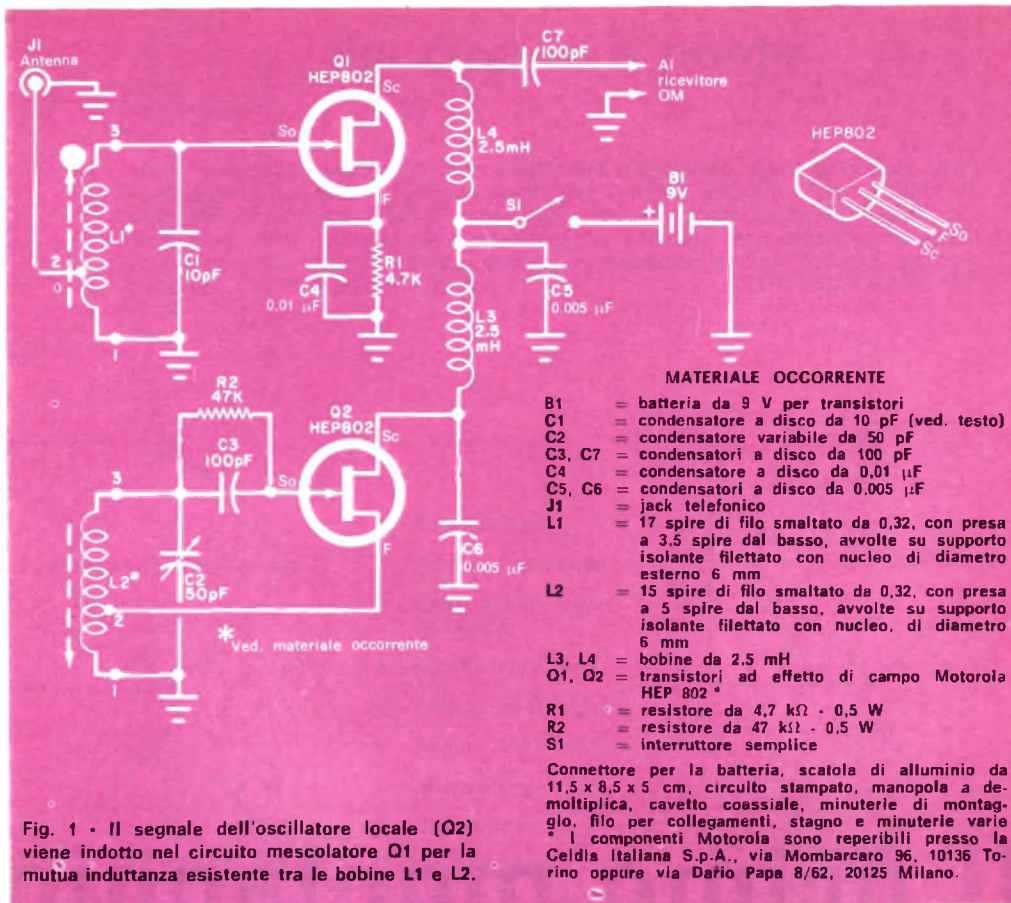 J1
Antenna
3
L1*
2
1
C1
10pF
Q1
HEP802
Sc
So
F
C4
0.01 µF
R1
4.7K
C7
100pF
Al
ricevitore
OM
L4
2.5mH
S1
B1
9V
+
C5
0.005 µF
L3
2.5
mH
HEP802
So
F
Sc
R2
47K
C3
100pF
Q2
HEP802
Sc
So
F
3
L2*
2
1
C2
50pF
C6
0.005 µF
*Ved. materiale occorrente
MATERIALE OCCORRENTE
B1 = batteria da 9 V per transistori
C1 = condensatore a disco da 10 pF (ved. testo)
C2 = condensatore variabile da 50 pF
C3, C7 = condensatori a disco da 100 pF
C4 = condensatore a disco da 0,01 µF
C5, C6 = condensatori a disco da 0,005 µF
J1 = jack telefonico
L1 = 17 spire di filo smaltato da 0,32, con presa
a 3,5 spire dal basso, avvolte su supporto
isolante filettato con nucleo di diametro
esterno 6 mm
L2 = 15 spire di filo smaltato da 0,32, con presa
a 5 spire dal basso, avvolte su supporto
isolante filettato con nucleo, di diametro
6 mm
L3, L4 = bobine da 2,5 mH
Q1, Q2 = transistori ad effetto di campo Motorola
HEP 802 *
R1 = resistore da 4,7 kΩ - 0,5 W
R2 = resistore da 47 kΩ - 0,5 W
S1 = interruttore semplice
Connettore per la batteria, scatola di alluminio da
11,5 x 8,5 x 5 cm, circuito stampato, manopola a de-
moltiplica, cavetto coassiale, minuterie di montag-
gio, filo per collegamenti, stagno e minuterie varie
* I componenti Motorola sono reperibili presso la
Celdis Italiana S.p.A., via Mombarcaro 96, 10136 To-
rino oppure via Dario Papa 8/62, 20125 Milano.
Fig. 1 - Il segnale dell'oscillatore locale (Q2)
viene indotto nel circuito mescolatore Q1 per la
mutua induttanza esistente tra le bobine L1 e L2.